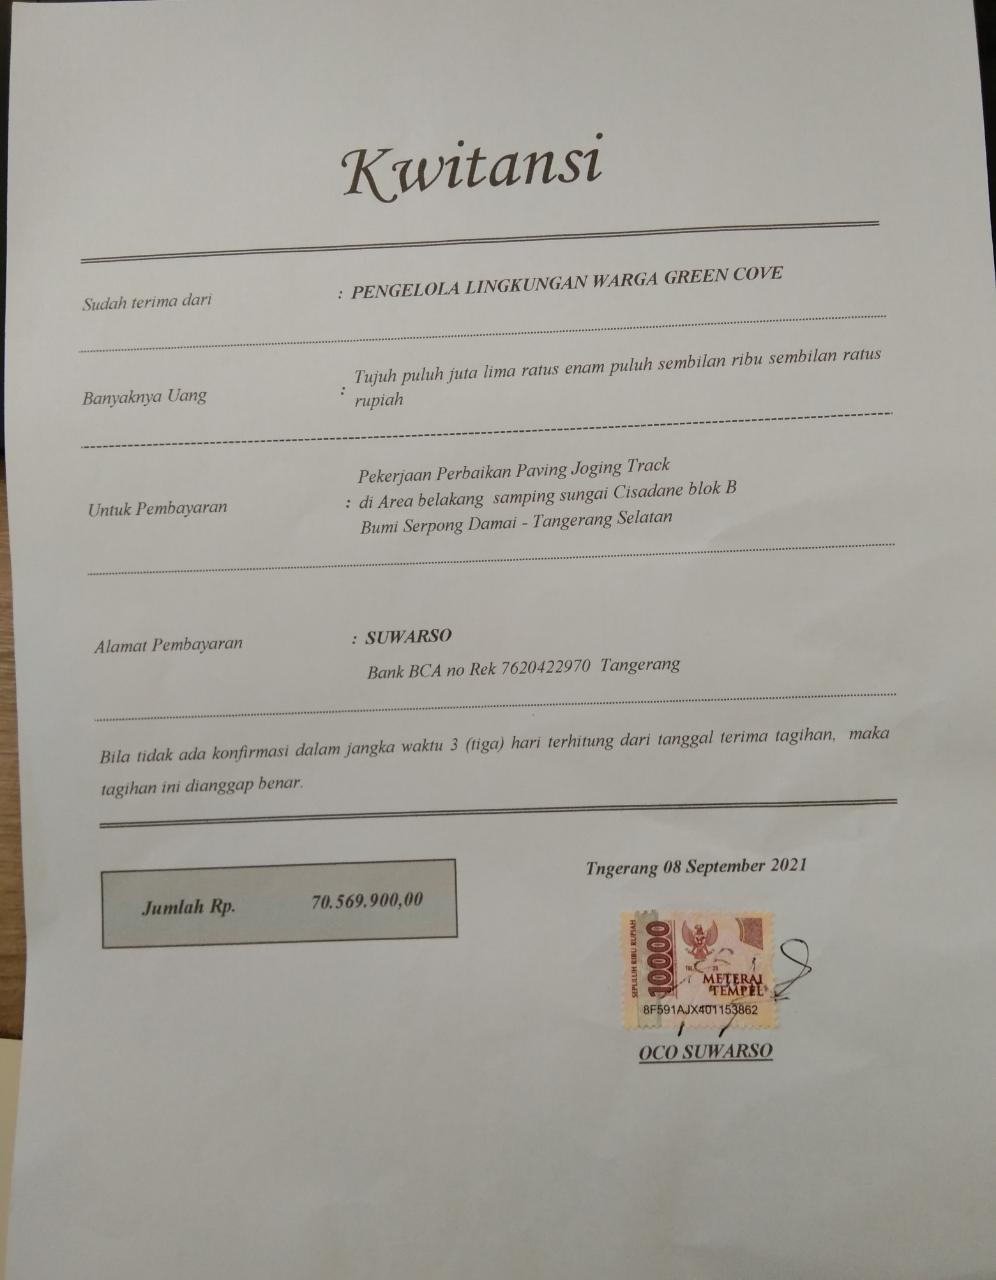 Kwitansi
Sudah terima dari : PENGELOLA LINGKUNGAN WARGA GREEN COVE
Banyaknya Uang : Tujuh puluh juta lima ratus enam puluh sembilan ribu sembilan ratus
rupiah
Pekerjaan Perbaikan Paving Joging Track
Untuk Pembayaran : di Area belakang samping sungai Cisadane blok B
Bumi Serpong Damai - Tangerang Selatan
Alamat Pembayaran : SUWARSO
Bank BCA no Rek 7620422970 Tangerang
Bila tidak ada konfirmasi dalam jangka waktu 3 (tiga) hari terhitung dari tanggal terima tagihan, maka
tagihan ini dianggap benar.
Tngerang 08 September 2021
Jumlah Rp. 70.569.900,00
SEPULUH RIBU RUPIAH
10000
METERAI
TEMPEL
8F591AJX401153862
OCO SUWARSO